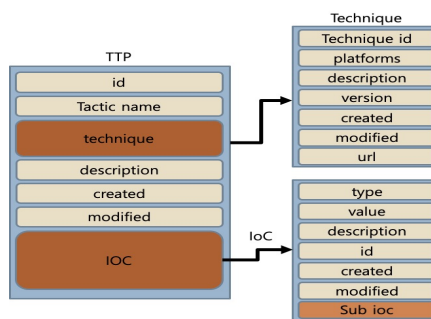 TTP
id
Tactic name
technique
description
created
modified
IOC
Technique
Technique id
platforms
description
version
created
modified
url
IoC
type
value
description
id
created
modified
Sub ioc